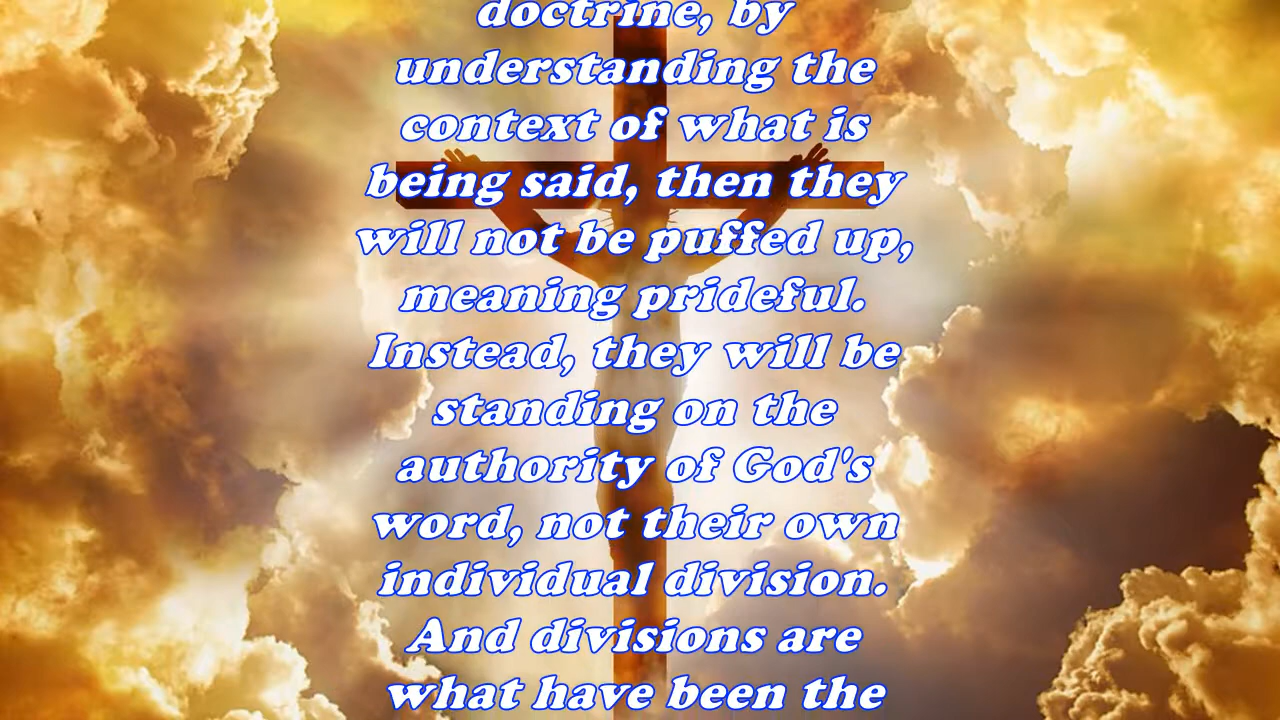 doctrine, by
understanding the
context of what is
being said, then they
will not be puffed up,
meaning prideful.
Instead, they will be
standing on the
authority of God's
word, not their own
individual division.
And divisions are
what have been the